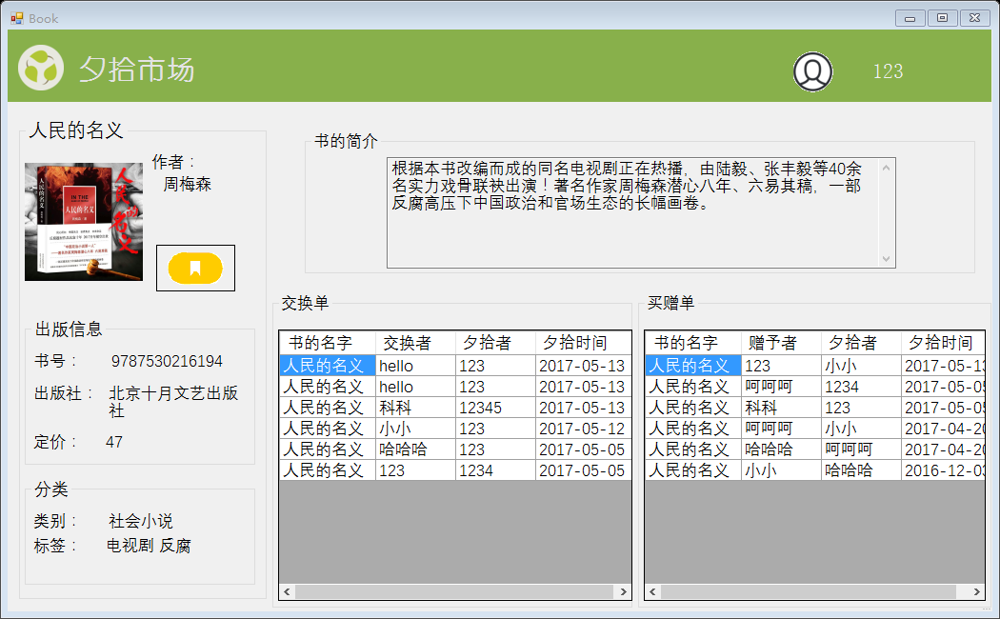 Book
夕拾市场
123
人民的名义
作者：
周梅森
人民的名义
IN THE
人民的名义
出版信息
书号： 9787530216194
出版社： 北京十月文艺出版
社
定价： 47
分类
类别： 社会小说
标签： 电视剧 反腐
书的简介
根据本书改编而成的同名电视剧正在热播，由陆毅、张丰毅等40余
名实力戏骨联袂出演！著名作家周梅森潜心八年、六易其稿，一部
反腐高压下中国政治和官场生态的长幅画卷。
交换单
书的名字 交换者 夕拾者 夕拾时间
人民的名义 hello 123 2017-05-13
人民的名义 hello 123 2017-05-13
人民的名义 科科 12345 2017-05-13
人民的名义 小小 123 2017-05-12
人民的名义 哈哈哈 123 2017-05-05
人民的名义 123 1234 2017-05-05
买赠单
书的名字 赠予者 夕拾者 夕拾时间
人民的名义 123 小小 2017-05-13
人民的名义 呵呵呵 1234 2017-05-05
人民的名义 科科 123 2017-05-05
人民的名义 呵呵呵 小小 2017-04-20
人民的名义 哈哈哈 呵呵呵 2017-04-20
人民的名义 小小 哈哈哈 2016-12-03